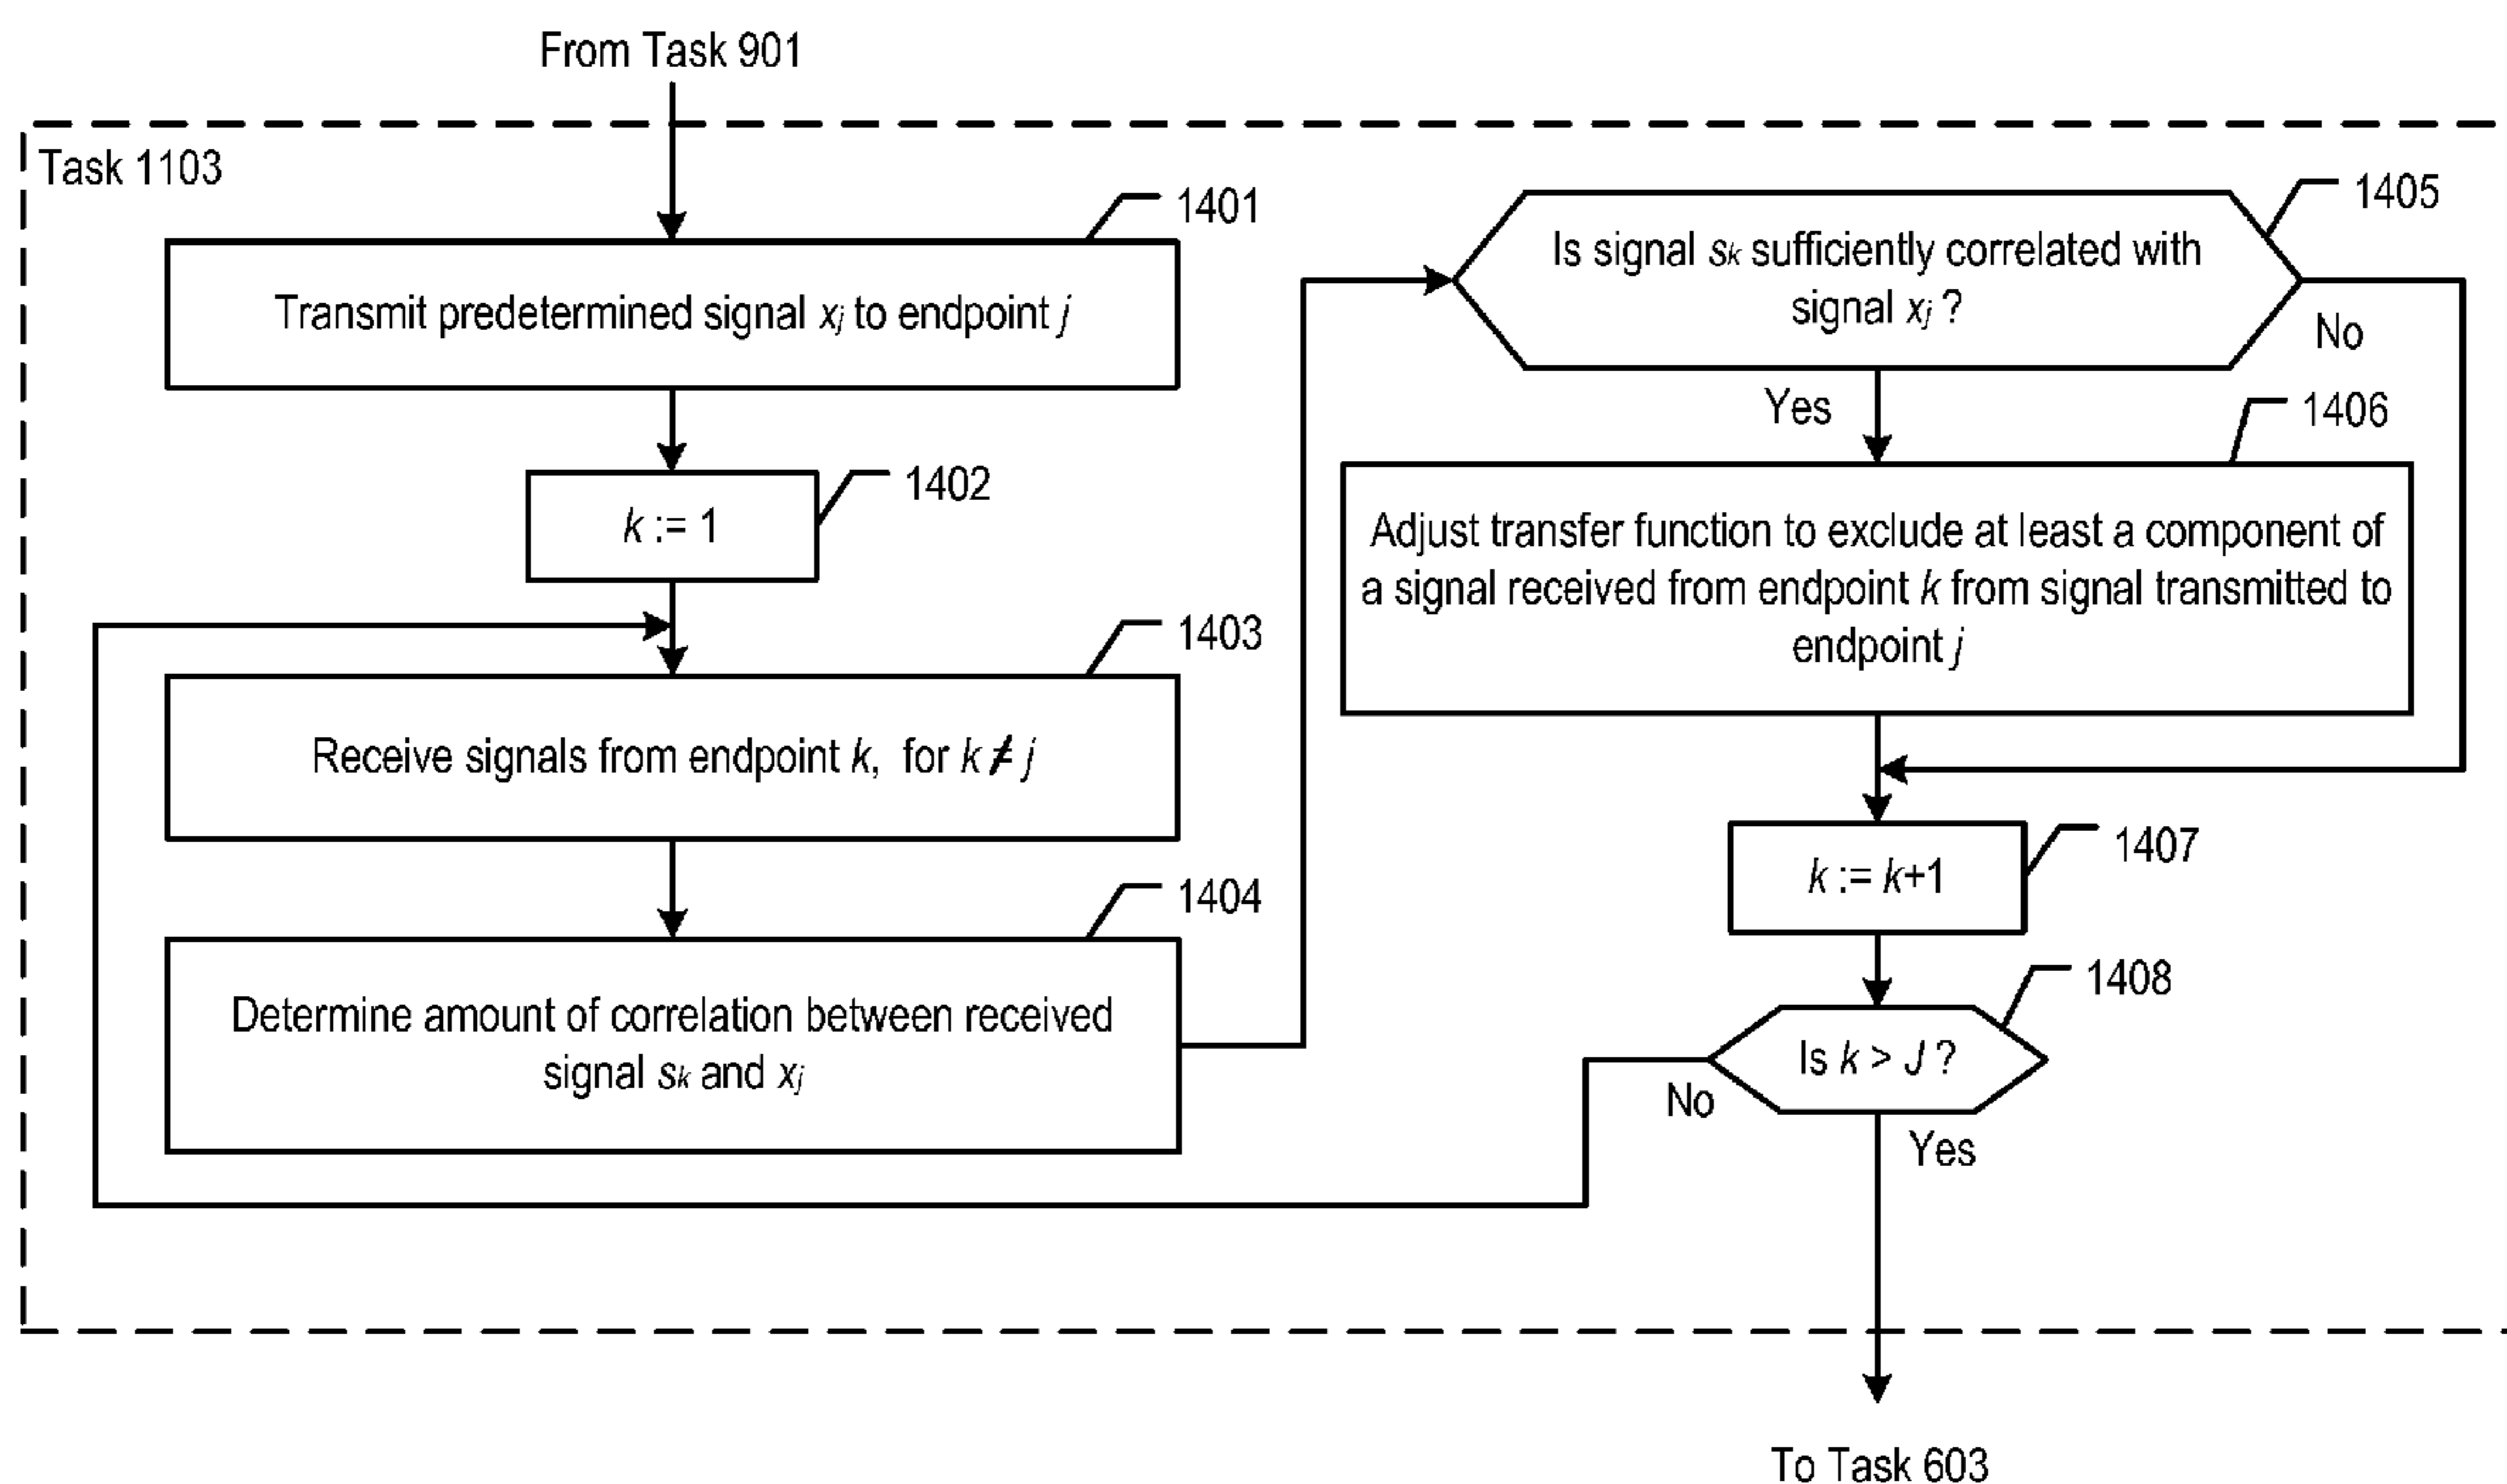 From Task 901
Task 1103
1401
Transmit predetermined signal xj to endpoint j
1402
k := 1
1403
Receive signals from endpoint k, for k ≠ j
1404
Determine amount of correlation between received
signal sk and xj
1405
Is signal sk sufficiently correlated with
signal xj ?
No
Yes
1406
Adjust transfer function to exclude at least a component of
a signal received from endpoint k from signal transmitted to
endpoint j
1407
k := k+1
1408
Is k > J ?
No
Yes
To Task 603